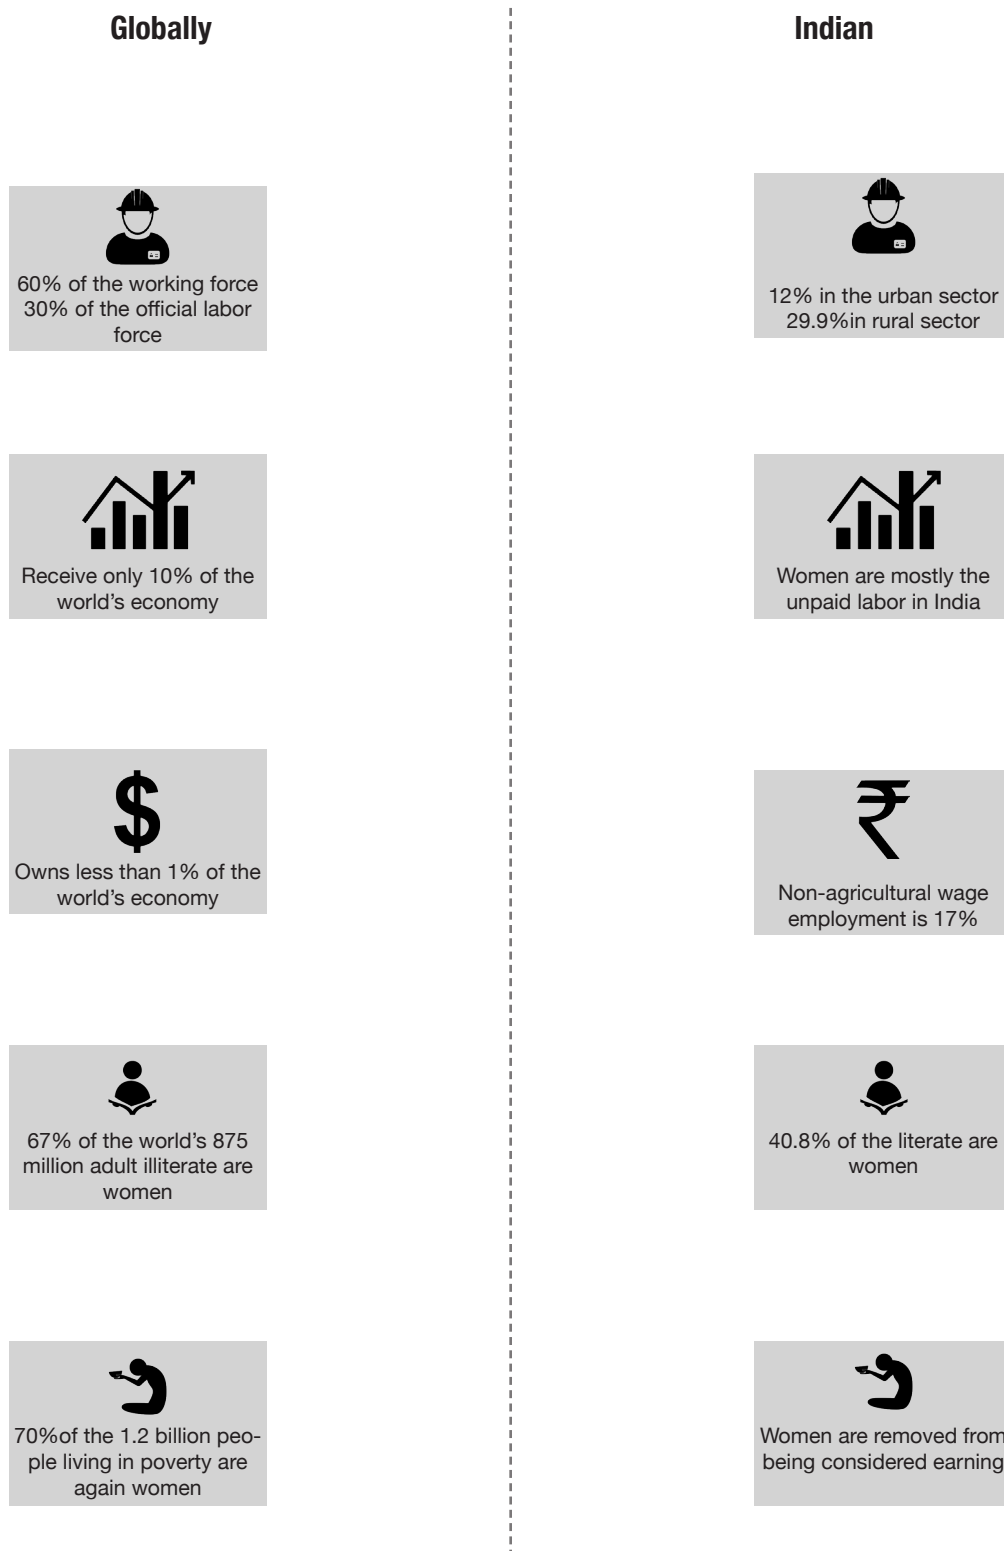 Globally
60% of the working force
30% of the official labor
force
Receive only 10% of the
world's economy
$
Owns less than 1% of the
world's economy
67% of the world's 875
million adult illiterate are
women
70%of the 1.2 billion peo-
ple living in poverty are
again women
Indian
12% in the urban sector
29.9%in rural sector
Women are mostly the
unpaid labor in India
₹
Non-agricultural wage
employment is 17%
40.8% of the literate are
women
Women are removed from
being considered earning